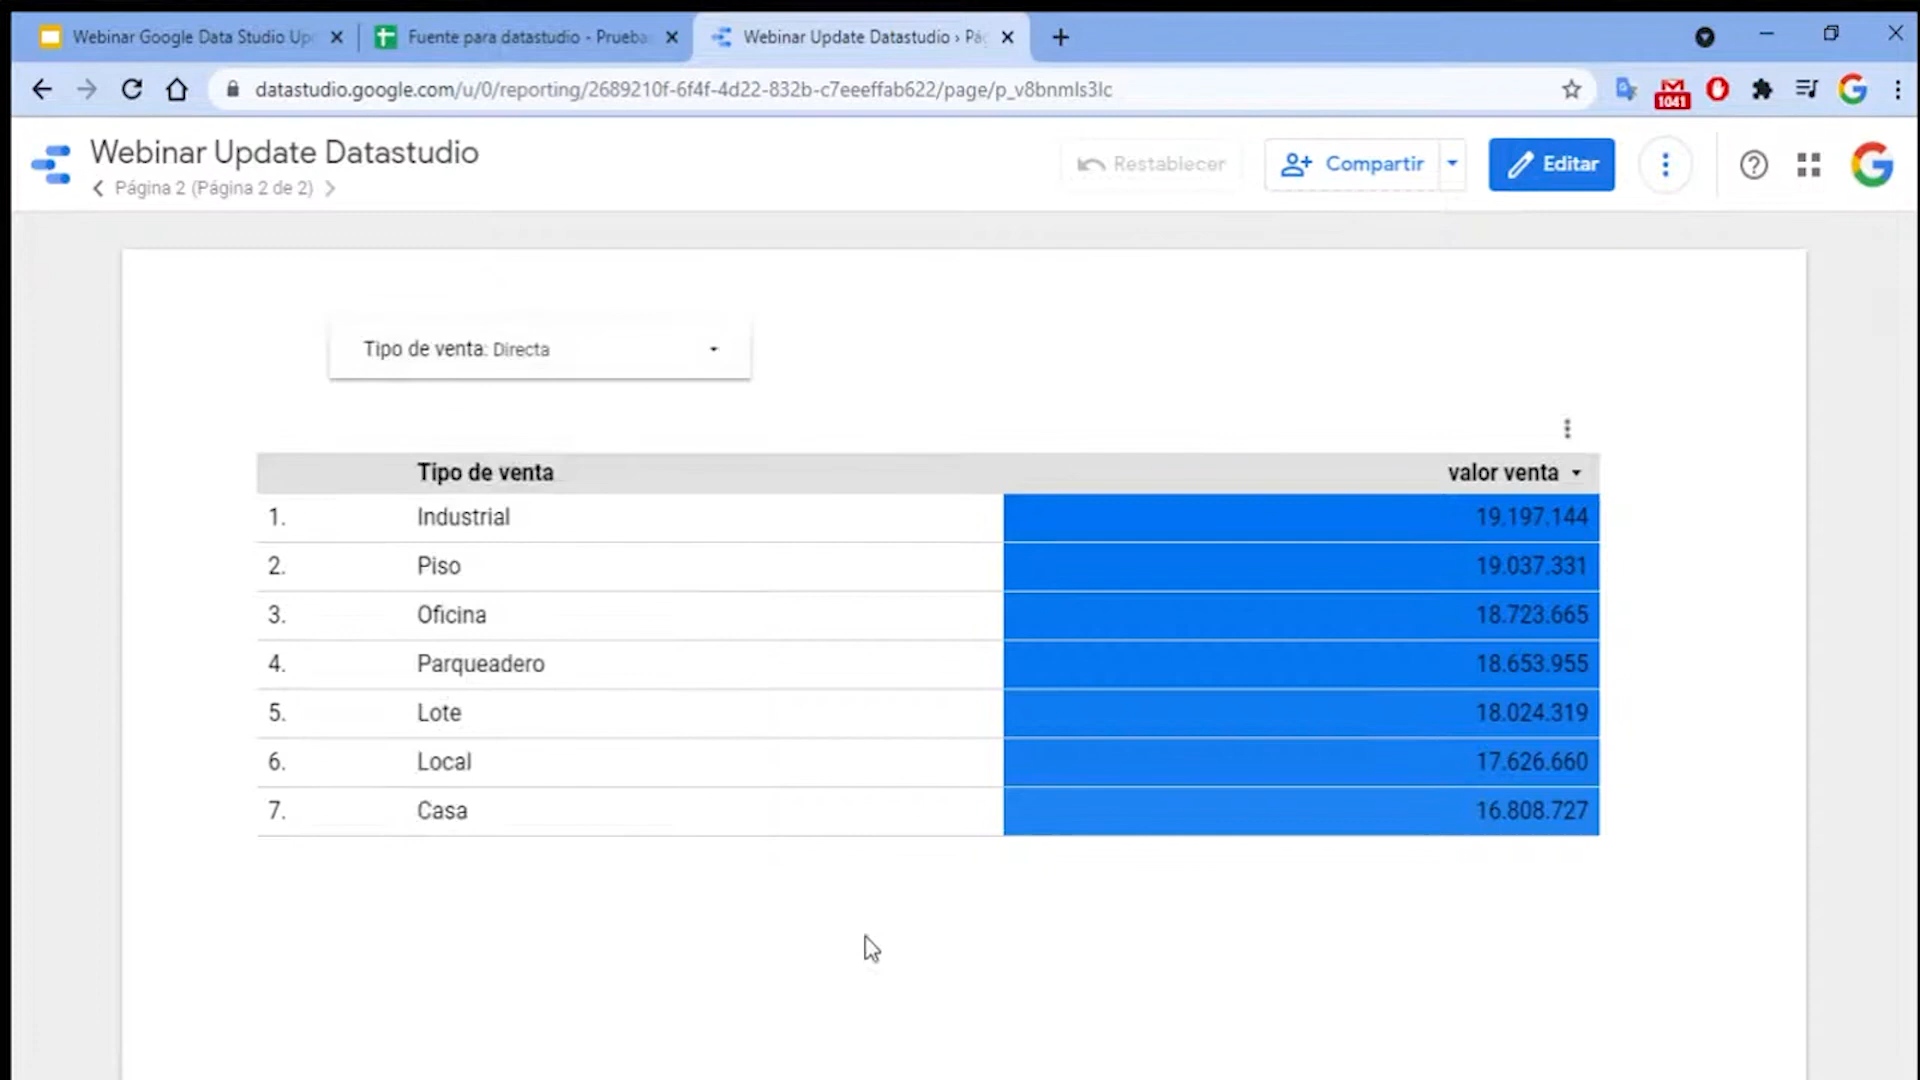 Webinar Google Data Studio Up
Fuente para datastudio - Prueba
Webinar Update Datastudio › Pá
datastudio.google.com/u/0/reporting/2689210f-6f4f-4d22-832b-c7eeeffab622/page/p_v8bnmls3lc
1041
Webinar Update Datastudio
Página 2 (Página 2 de 2)
Restablecer
Compartir
Editar
Tipo de venta: Directa
Tipo de venta valor venta
1. Industrial 19.197.144
2. Piso 19.037.331
3. Oficina 18.723.665
4. Parqueadero 18.653.955
5. Lote 18.024.319
6. Local 17.626.660
7. Casa 16.808.727